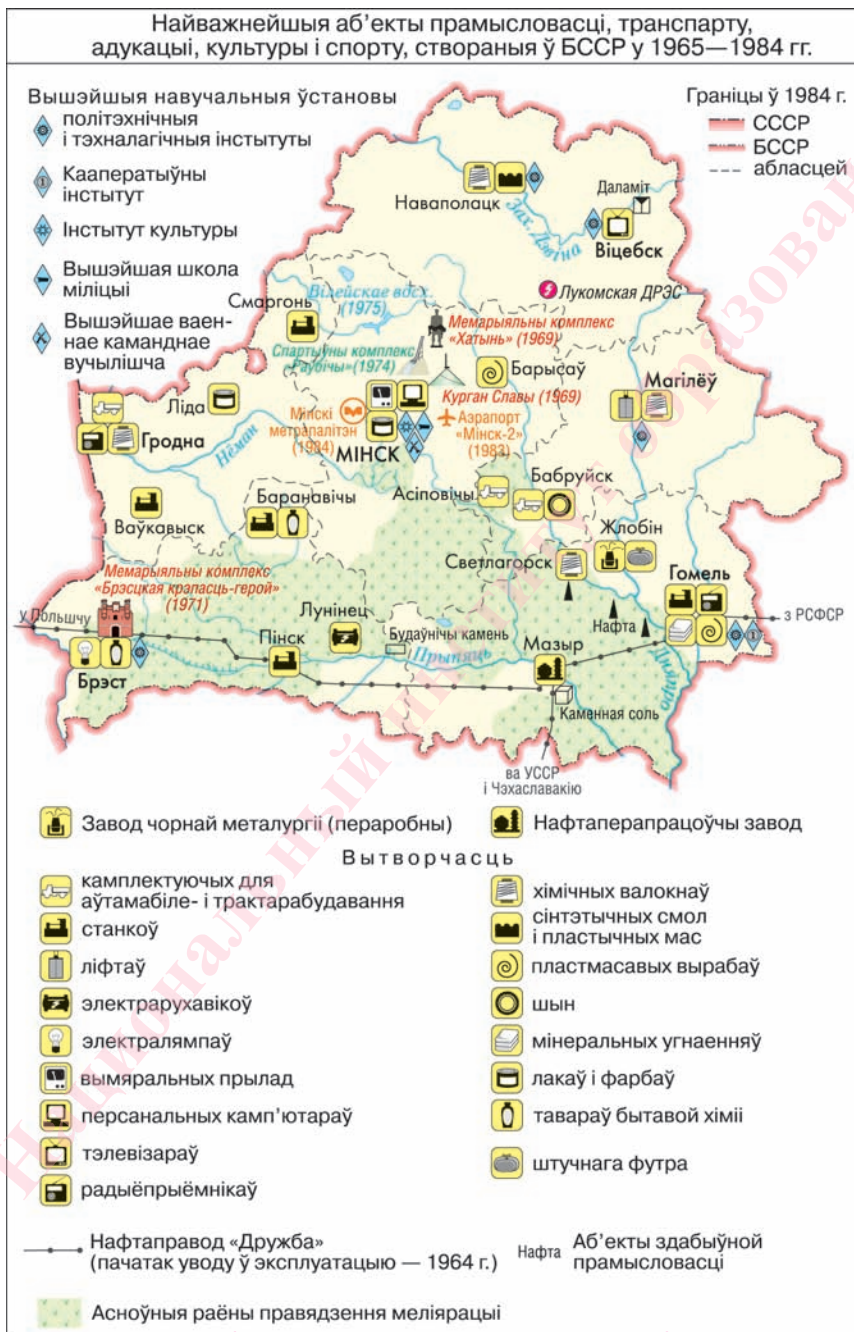 Найважнейшыя аб’екты прамысловасці, транспарту,
адукацыі, культуры і спорту, створаныя ў БССР у 1965—1984 гг.
Вышэйшыя навучальныя ўстановы
політэхнічныя
і тэхналагічныя інстытуты
Кааператыўны
інстытут
Інстытут культуры
Вышэйшая школа
міліцыі
Вышэйшае ваен-
нае каманднае
вучылішча
Граніцы ў 1984 г.
СССР
БССР
абласцей
Наваполацк
Даламіт
Зах. Дзвіна
Віцебск
Лукомская ДРЭС
Смаргонь
Вілейскае вдсх.
(1975)
Мемарыяльны комплекс
«Хатынь» (1969)
Спартыўны комплекс
«Раўбічы» (1974)
Барысаў
Курган Славы (1969)
Магілёў
Ліда
Гродна
Нёман
Мінскі
метрапалітэн
(1984)
МІНСК
Аэрапорт
«Мінск-2»
(1982)
Ваўкавыск
Баранавічы
Асіповічы
Бабруйск
Жлобін
Светлагорск
Гомель
Мемарыяльны комплекс
«Брэсцкая крэпасць-герой»
(1971)
у Польшчу
Лунінец
Нафта
з РСФСР
Брэст
Пінск
Будаўнічы камень
Прыпяць
Мазыр
Дняпро
Каменная соль
ва УССР
і Чэхаславакію
Завод чорнай металургіі (пераробны)
Нафтаперапрацоўчы завод
Вытворчасць
камплектуючых для
аўтамабіле- і трактарабудавання
станкоў
ліфтаў
электрарухавікоў
электралямпаў
вымяральных прылад
персанальных камп’ютараў
тэлевізараў
радыёпрыёмнікаў
хімічных валокнаў
сінтэтычных смол
і пластычных мас
пластмасавых вырабаў
шын
мінеральных угнаенняў
лакаў і фарбаў
тавараў бытавой хіміі
штучнага футра
Нафтаправод «Дружба»
(пачатак уводу ў эксплуатацыю — 1964 г.)
Нафта
Аб’екты здабыўной
прамысловасці
Асноўныя раёны правядзення меліярацыі
Национальный институт образован